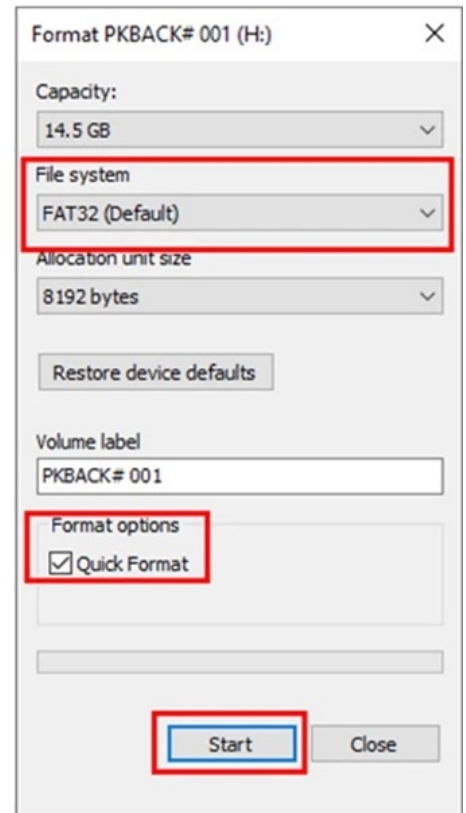 Format PKBACK# 001 (H:)
Capacity:
14.5 GB
File system
FAT32 (Default)
Allocation unit size
8192 bytes
Restore device defaults
Volume label
PKBACK# 001
Format options
Quick Format
Start Close